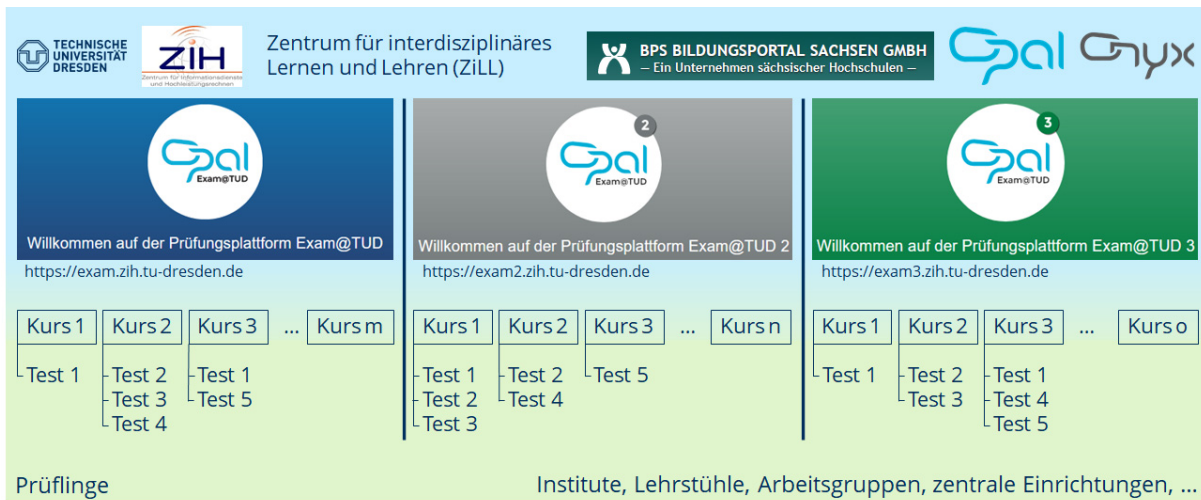 TECHNISCHE
UNIVERSITÄT
DRESDEN
ZIH
Zentrum für Informationsdienste
und Hochleistungsrechnen
Zentrum für interdisziplinäres
Lernen und Lehren (ZiLL)
BPS BILDUNGSPORTAL SACHSEN GMBH
– Ein Unternehmen sächsischer Hochschulen –
Opal
Onyx
Opal
Exam@TUD
Willkommen auf der Prüfungsplattform Exam@TUD
https://exam.zih.tu-dresden.de
Kurs 1 Kurs 2 Kurs 3 ... Kurs m
Test 1 Test 2 Test 1
Test 3 Test 5
Test 4
2
Opal
Exam@TUD
Willkommen auf der Prüfungsplattform Exam@TUD 2
https://exam2.zih.tu-dresden.de
Kurs 1 Kurs 2 Kurs 3 ... Kurs n
Test 1 Test 2 Test 5
Test 2 Test 4
Test 3
3
Opal
Exam@TUD
Willkommen auf der Prüfungsplattform Exam@TUD 3
https://exam3.zih.tu-dresden.de
Kurs 1 Kurs 2 Kurs 3 ... Kurs o
Test 1 Test 2 Test 1
Test 3 Test 4
Test 5
Prüflinge
Institute, Lehrstühle, Arbeitsgruppen, zentrale Einrichtungen, ...